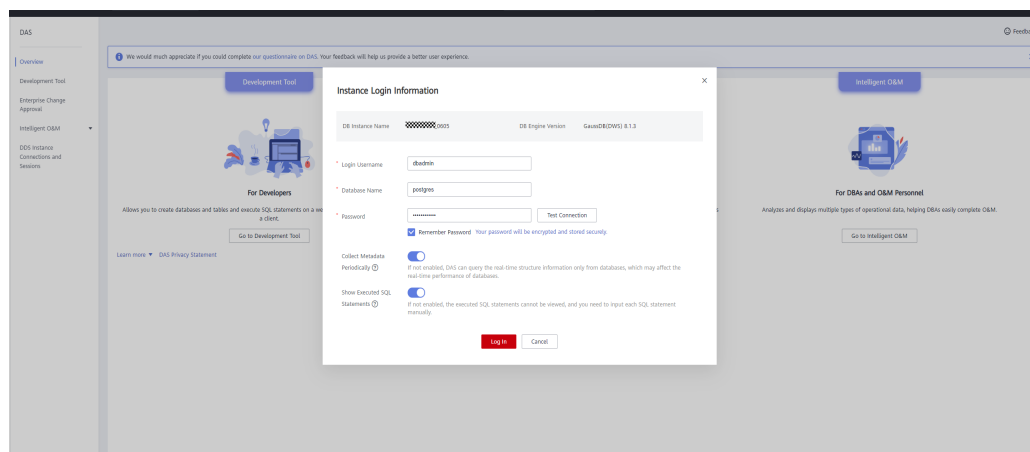 DAS
Feedba
Overview
Development Tool
Enterprise Change
Approval
Intelligent O&M
DDS Instance
Connections and
Sessions
We would much appreciate if you could complete our questionnaire on DAS. Your feedback will help us provide a better user experience.
Development Tool
For Developers
Allows you to create databases and tables and execute SQL statements on a we
a client.
Go to Development Tool
Learn more DAS Privacy Statement
Instance Login Information
DB Instance Name _0605 DB Engine Version GaussDB(DWS) 8.1.3
* Login Username dbadmin
* Database Name postgres
* Password •••••••••••• Test Connection
Remember Password Your password will be encrypted and stored securely.
Collect Metadata
Periodically ?
If not enabled, DAS can query the real-time structure information only from databases, which may affect the
real-time performance of databases.
Show Executed SQL
Statements ?
If not enabled, the executed SQL statements cannot be viewed, and you need to input each SQL statement
manually.
Log In Cancel
Intelligent O&M
For DBAs and O&M Personnel
Analyzes and displays multiple types of operational data, helping DBAs easily complete O&M.
Go to Intelligent O&M